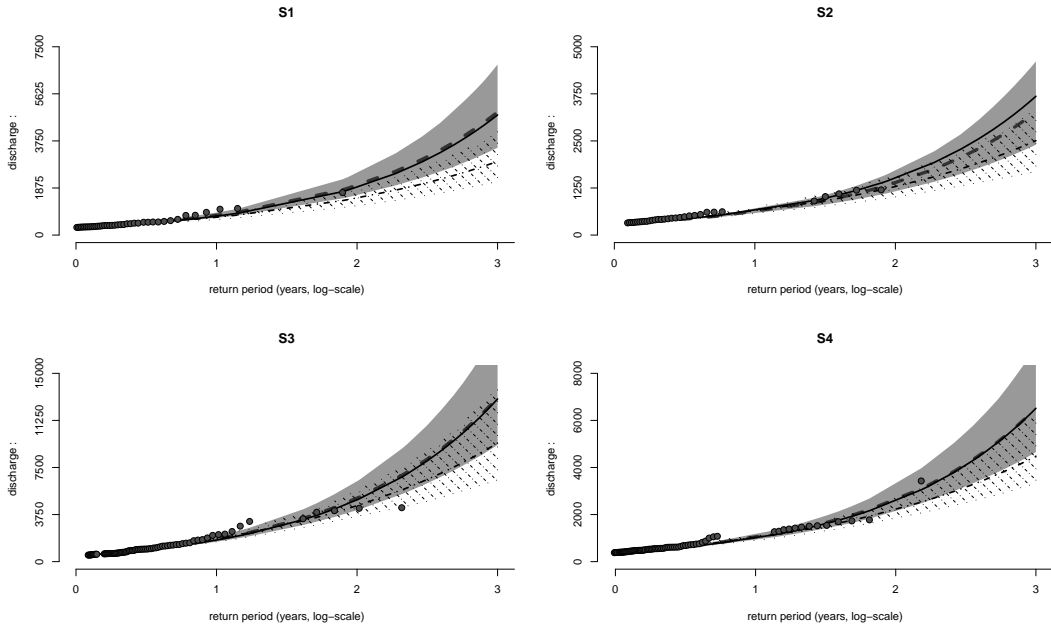 S1
7500
5625
3750
1875
0
discharge :
0 1 2 3
return period (years, log−scale)
S2
5000
3750
2500
1250
0
discharge :
0 1 2 3
return period (years, log−scale)
S3
15000
11250
7500
3750
0
discharge :
0 1 2 3
return period (years, log−scale)
S4
8000
6000
4000
2000
0
discharge :
0 1 2 3
return period (years, log−scale)